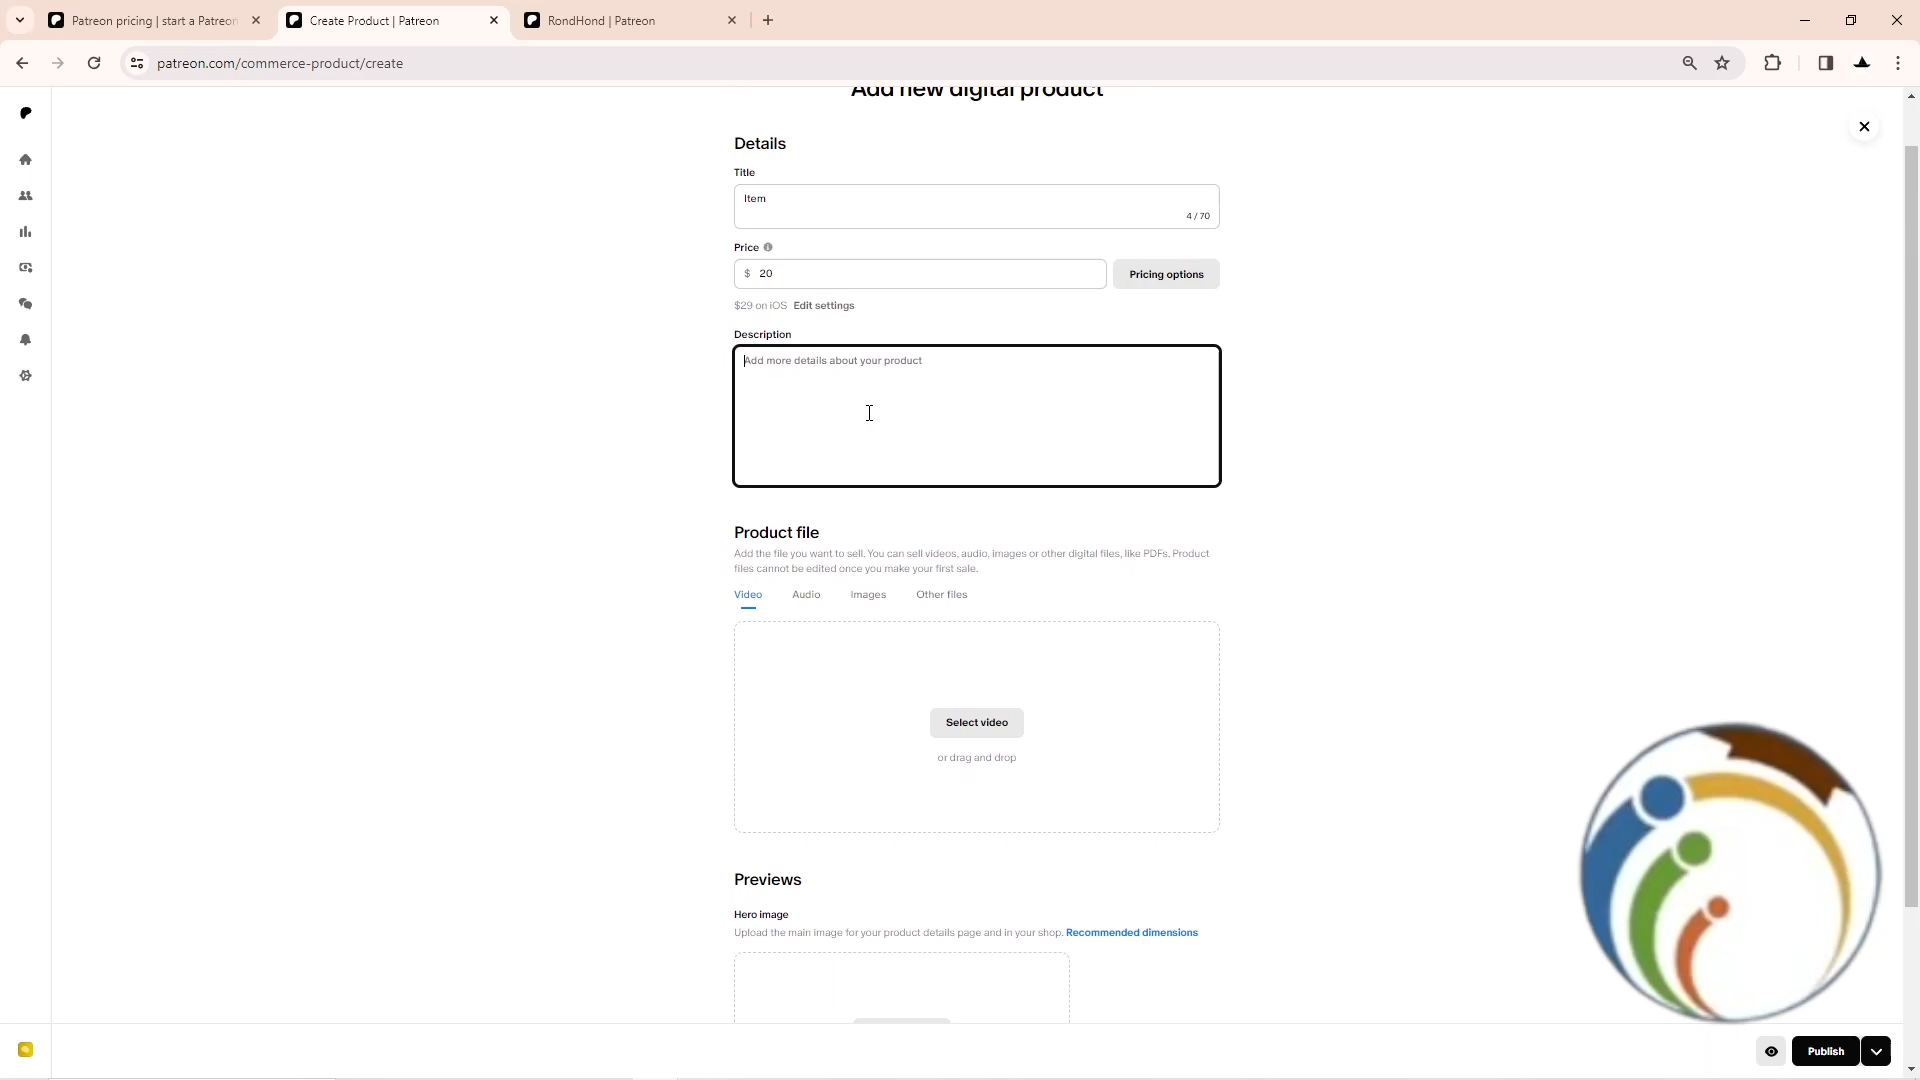 Patreon pricing | start a Patreon
Create Product | Patreon
RondHond | Patreon
patreon.com/commerce-product/create
Add new digital product
Details
Title
Item
4 / 70
Price
$ 20
Pricing options
$29 on iOS Edit settings
Description
Add more details about your product
Product file
Add the file you want to sell. You can sell videos, audio, images or other digital files, like PDFs. Product
files cannot be edited once you make your first sale.
Video Audio Images Other files
Select video
or drag and drop
Previews
Hero image
Upload the main image for your product details page and in your shop. Recommended dimensions
Publish